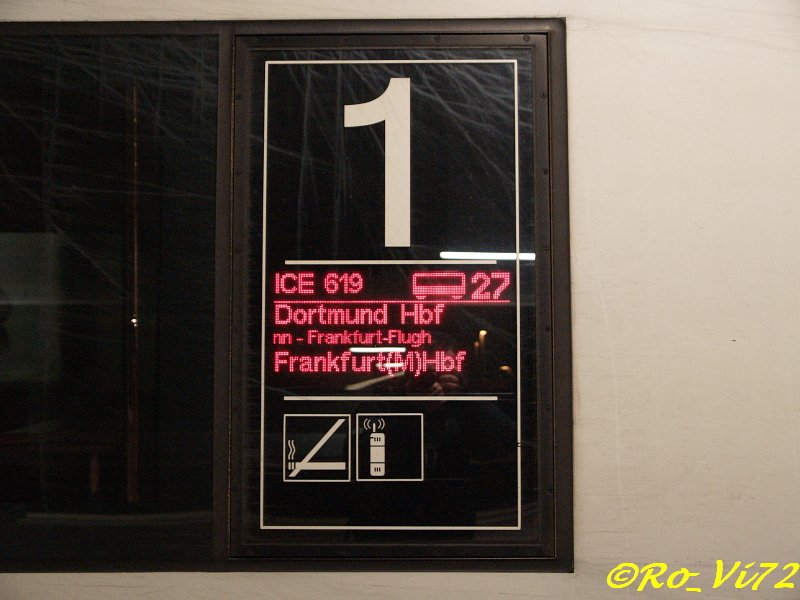 1
ICE 619 27
Dortmund Hbf
nn - Frankfurt-Flugh
Frankfurt(M)Hbf
©Ro_Vi72